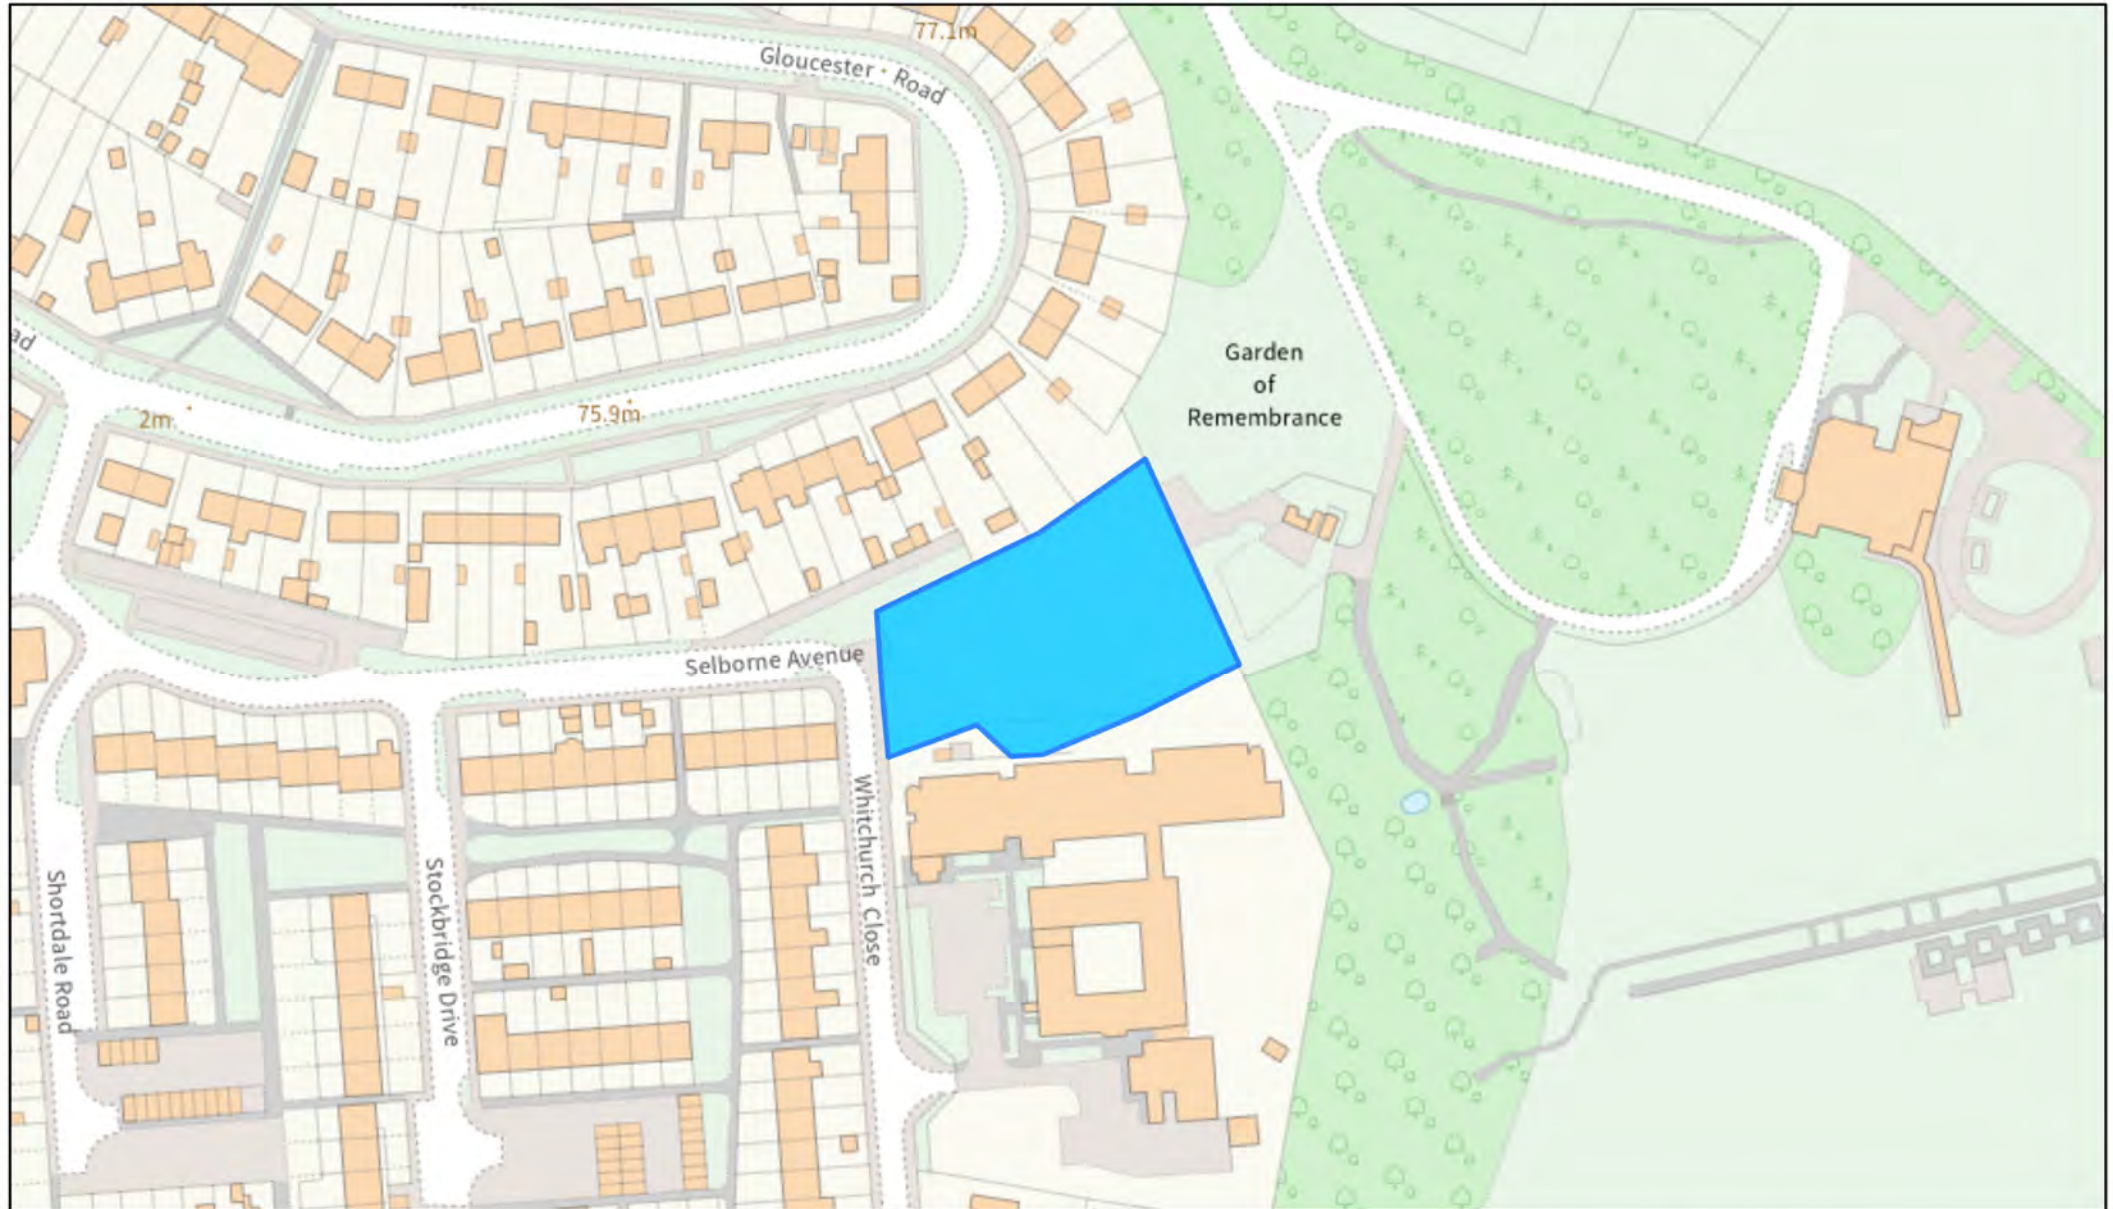 77.1m
Gloucester Road
Garden
of
Remembrance
ad
2m
75.9m
Selborne Avenue
Whitchurch Close
Stockbridge Drive
Shortdale Road